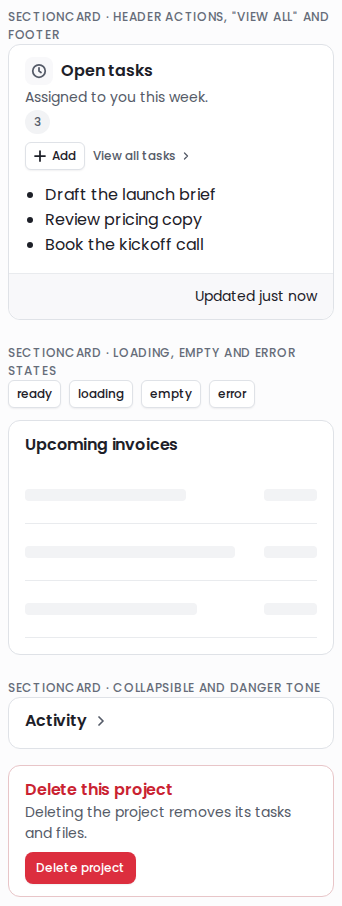 SECTIONCARD · HEADER ACTIONS, "VIEW ALL" AND
FOOTER
Open tasks
Assigned to you this week.
3
Add View all tasks
Draft the launch brief
Review pricing copy
Book the kickoff call
Updated just now
SECTIONCARD · LOADING, EMPTY AND ERROR
STATES
ready loading empty error
Upcoming invoices
SECTIONCARD · COLLAPSIBLE AND DANGER TONE
Activity
Delete this project
Deleting the project removes its tasks
and files.
Delete project